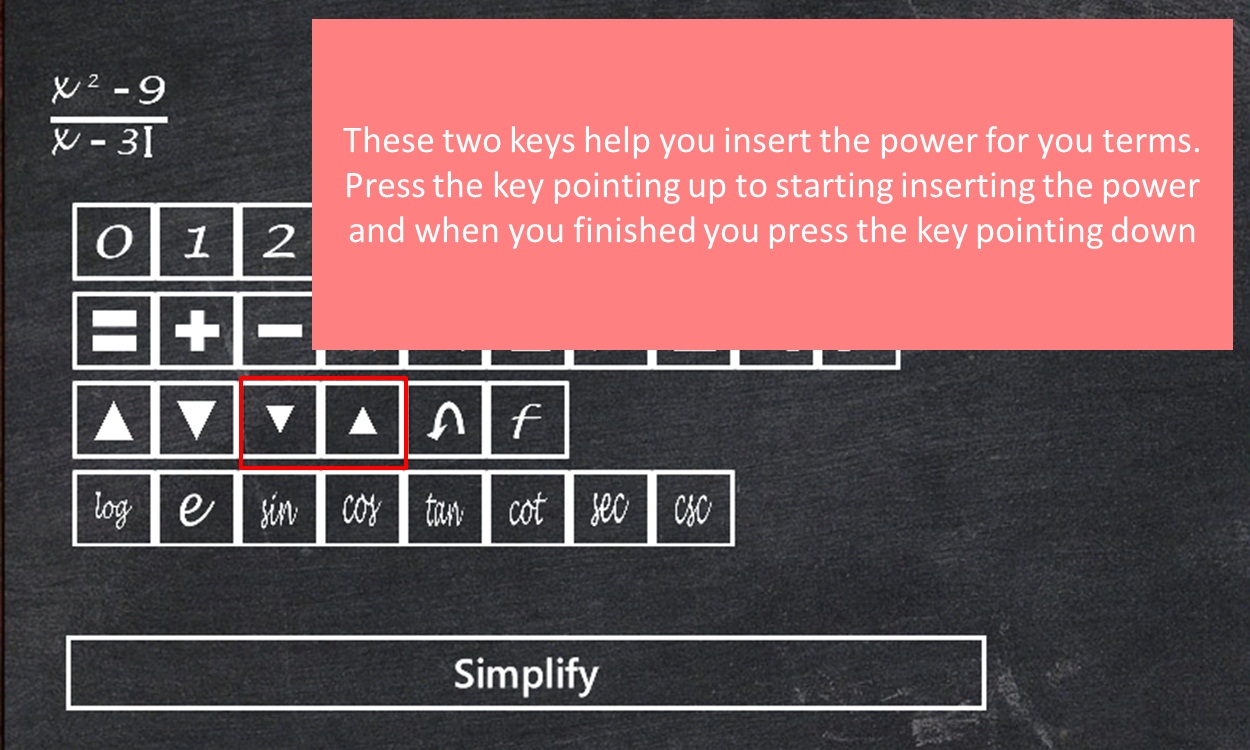 x² - 9
x - 3
These two keys help you insert the power for you terms.
Press the key pointing up to starting inserting the power
and when you finished you press the key pointing down
0 1 2
= + -
▲ ▼ ▼ ▲ f
log e sin cos tan cot sec csc
Simplify